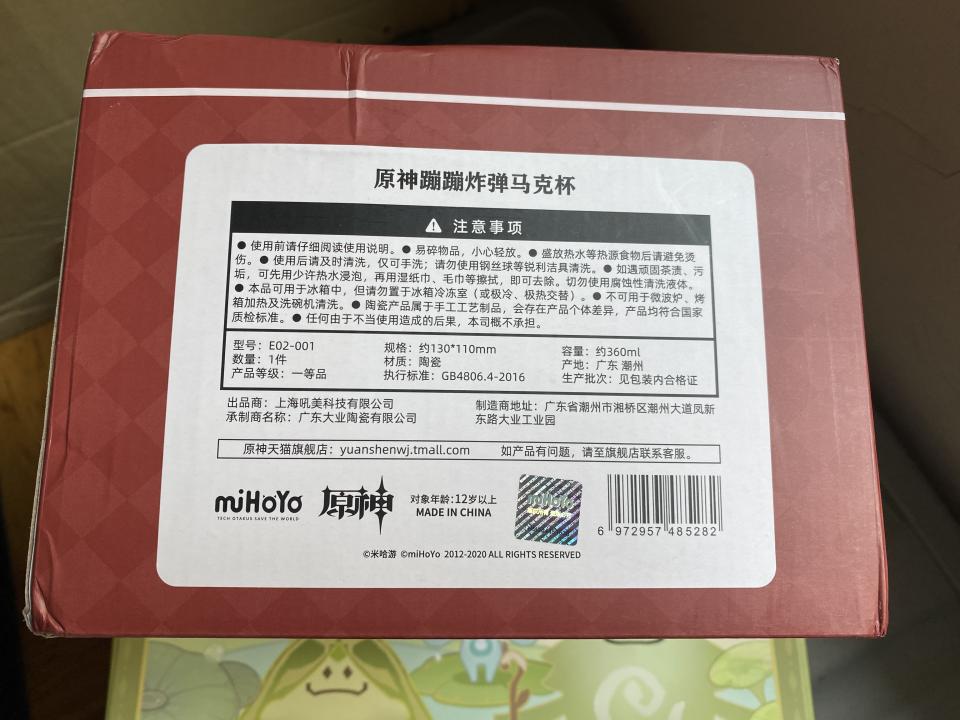 原神蹦蹦炸弹马克杯
注意事项
● 使用前请仔细阅读使用说明。● 易碎物品，小心轻放。● 盛放热水等热源食物后请避免烫
伤。● 使用后请及时清洗，仅可手洗；请勿使用钢丝球等锐利洁具清洗。● 如遇顽固茶渍、污
垢，可先用少许热水浸泡，再用湿纸巾、毛巾等擦拭，即可去除。切勿使用腐蚀性清洗液体。
● 本品可用于冰箱中，但请勿置于冰箱冷冻室（或极冷、极热交替）。● 不可用于微波炉、烤
箱加热及洗碗机清洗。● 陶瓷产品属于手工工艺制品，会存在产品个体差异，产品均符合国家
质检标准。● 任何由于不当使用造成的后果，本司概不承担。
型号：E02-001 规格：约130*110mm 容量：约360ml
数量：1件 材质：陶瓷 产地：广东 潮州
产品等级：一等品 执行标准：GB4806.4-2016 生产批次：见包装内合格证
出品商：上海吼美科技有限公司 制造商地址：广东省潮州市湘桥区潮州大道凤新
承制商名称：广东大业陶瓷有限公司 东路大业工业园
原神天猫旗舰店：yuanshenwj.tmall.com 如产品有问题，请至旗舰店联系客服。
miHoYo 原神 对象年龄:12岁以上 miHoYo
TECH OTAKUS SAVE THE WORLD MADE IN CHINA
6 972957 485282
©米哈游 ©miHoYo 2012-2020 ALL RIGHTS RESERVED